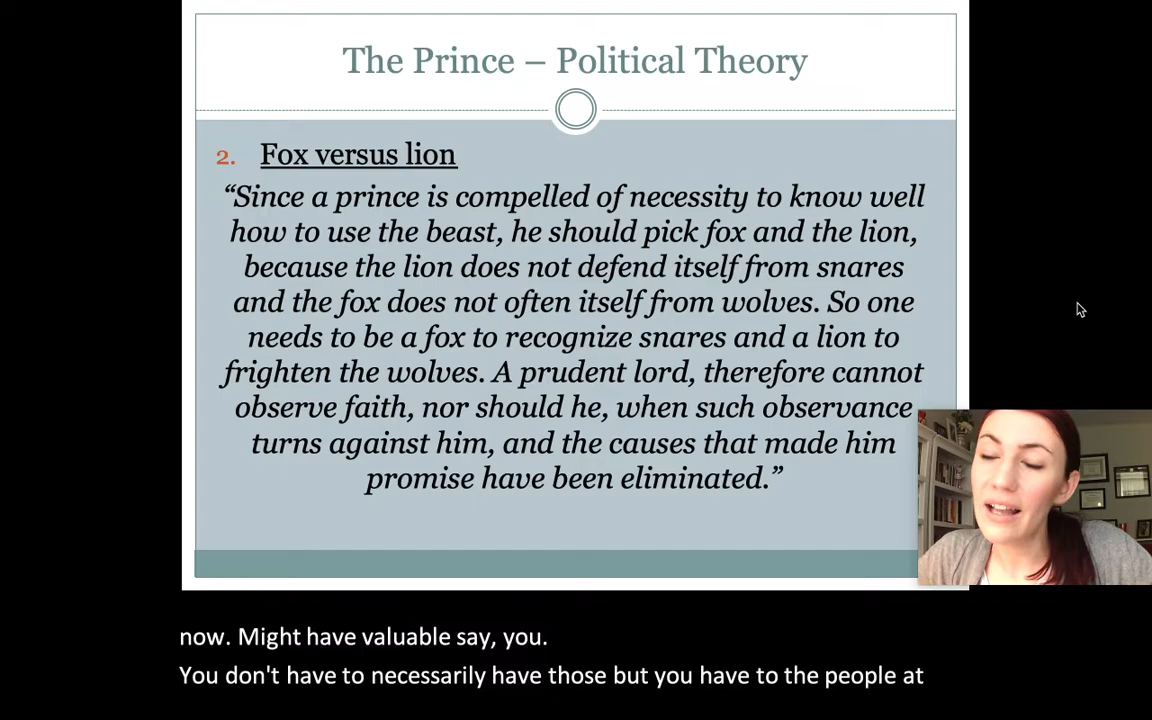 The Prince – Political Theory
2. Fox versus lion
“Since a prince is compelled of necessity to know well
how to use the beast, he should pick fox and the lion,
because the lion does not defend itself from snares
and the fox does not often itself from wolves. So one
needs to be a fox to recognize snares and a lion to
frighten the wolves. A prudent lord, therefore cannot
observe faith, nor should he, when such observance
turns against him, and the causes that made him
promise have been eliminated.”
now. Might have valuable say, you.
You don't have to necessarily have those but you have to the people at